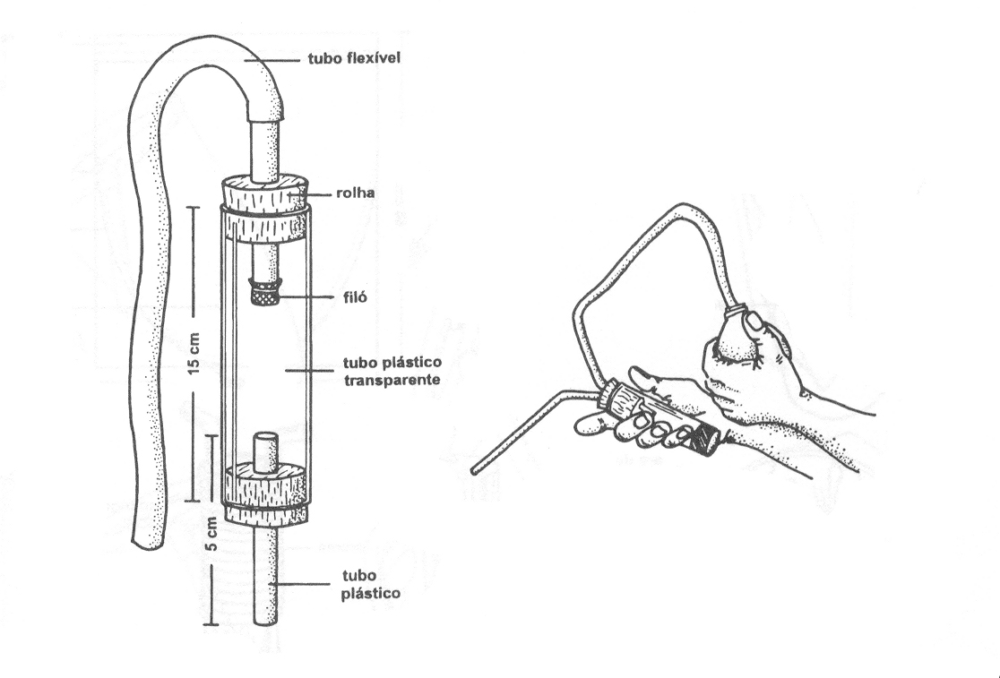 tubo flexível
rolha
filó
15 cm
tubo plástico
transparente
5 cm
tubo
plástico